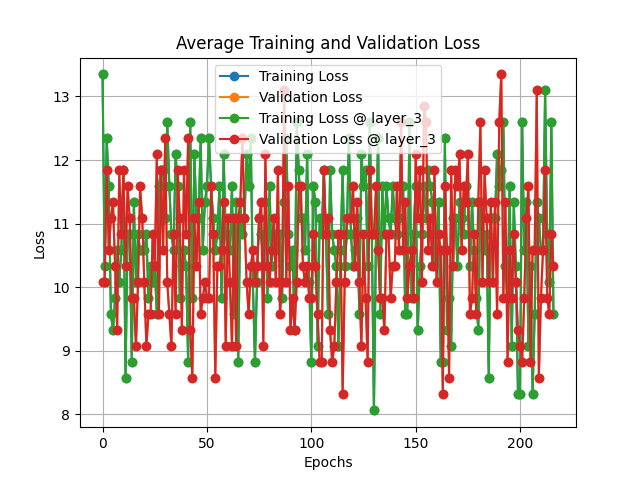 Average Training and Validation Loss
Training Loss
Validation Loss
Training Loss @ layer_3
Validation Loss @ layer_3
13
12
11
10
9
8
Loss
0
50
100
150
200
Epochs